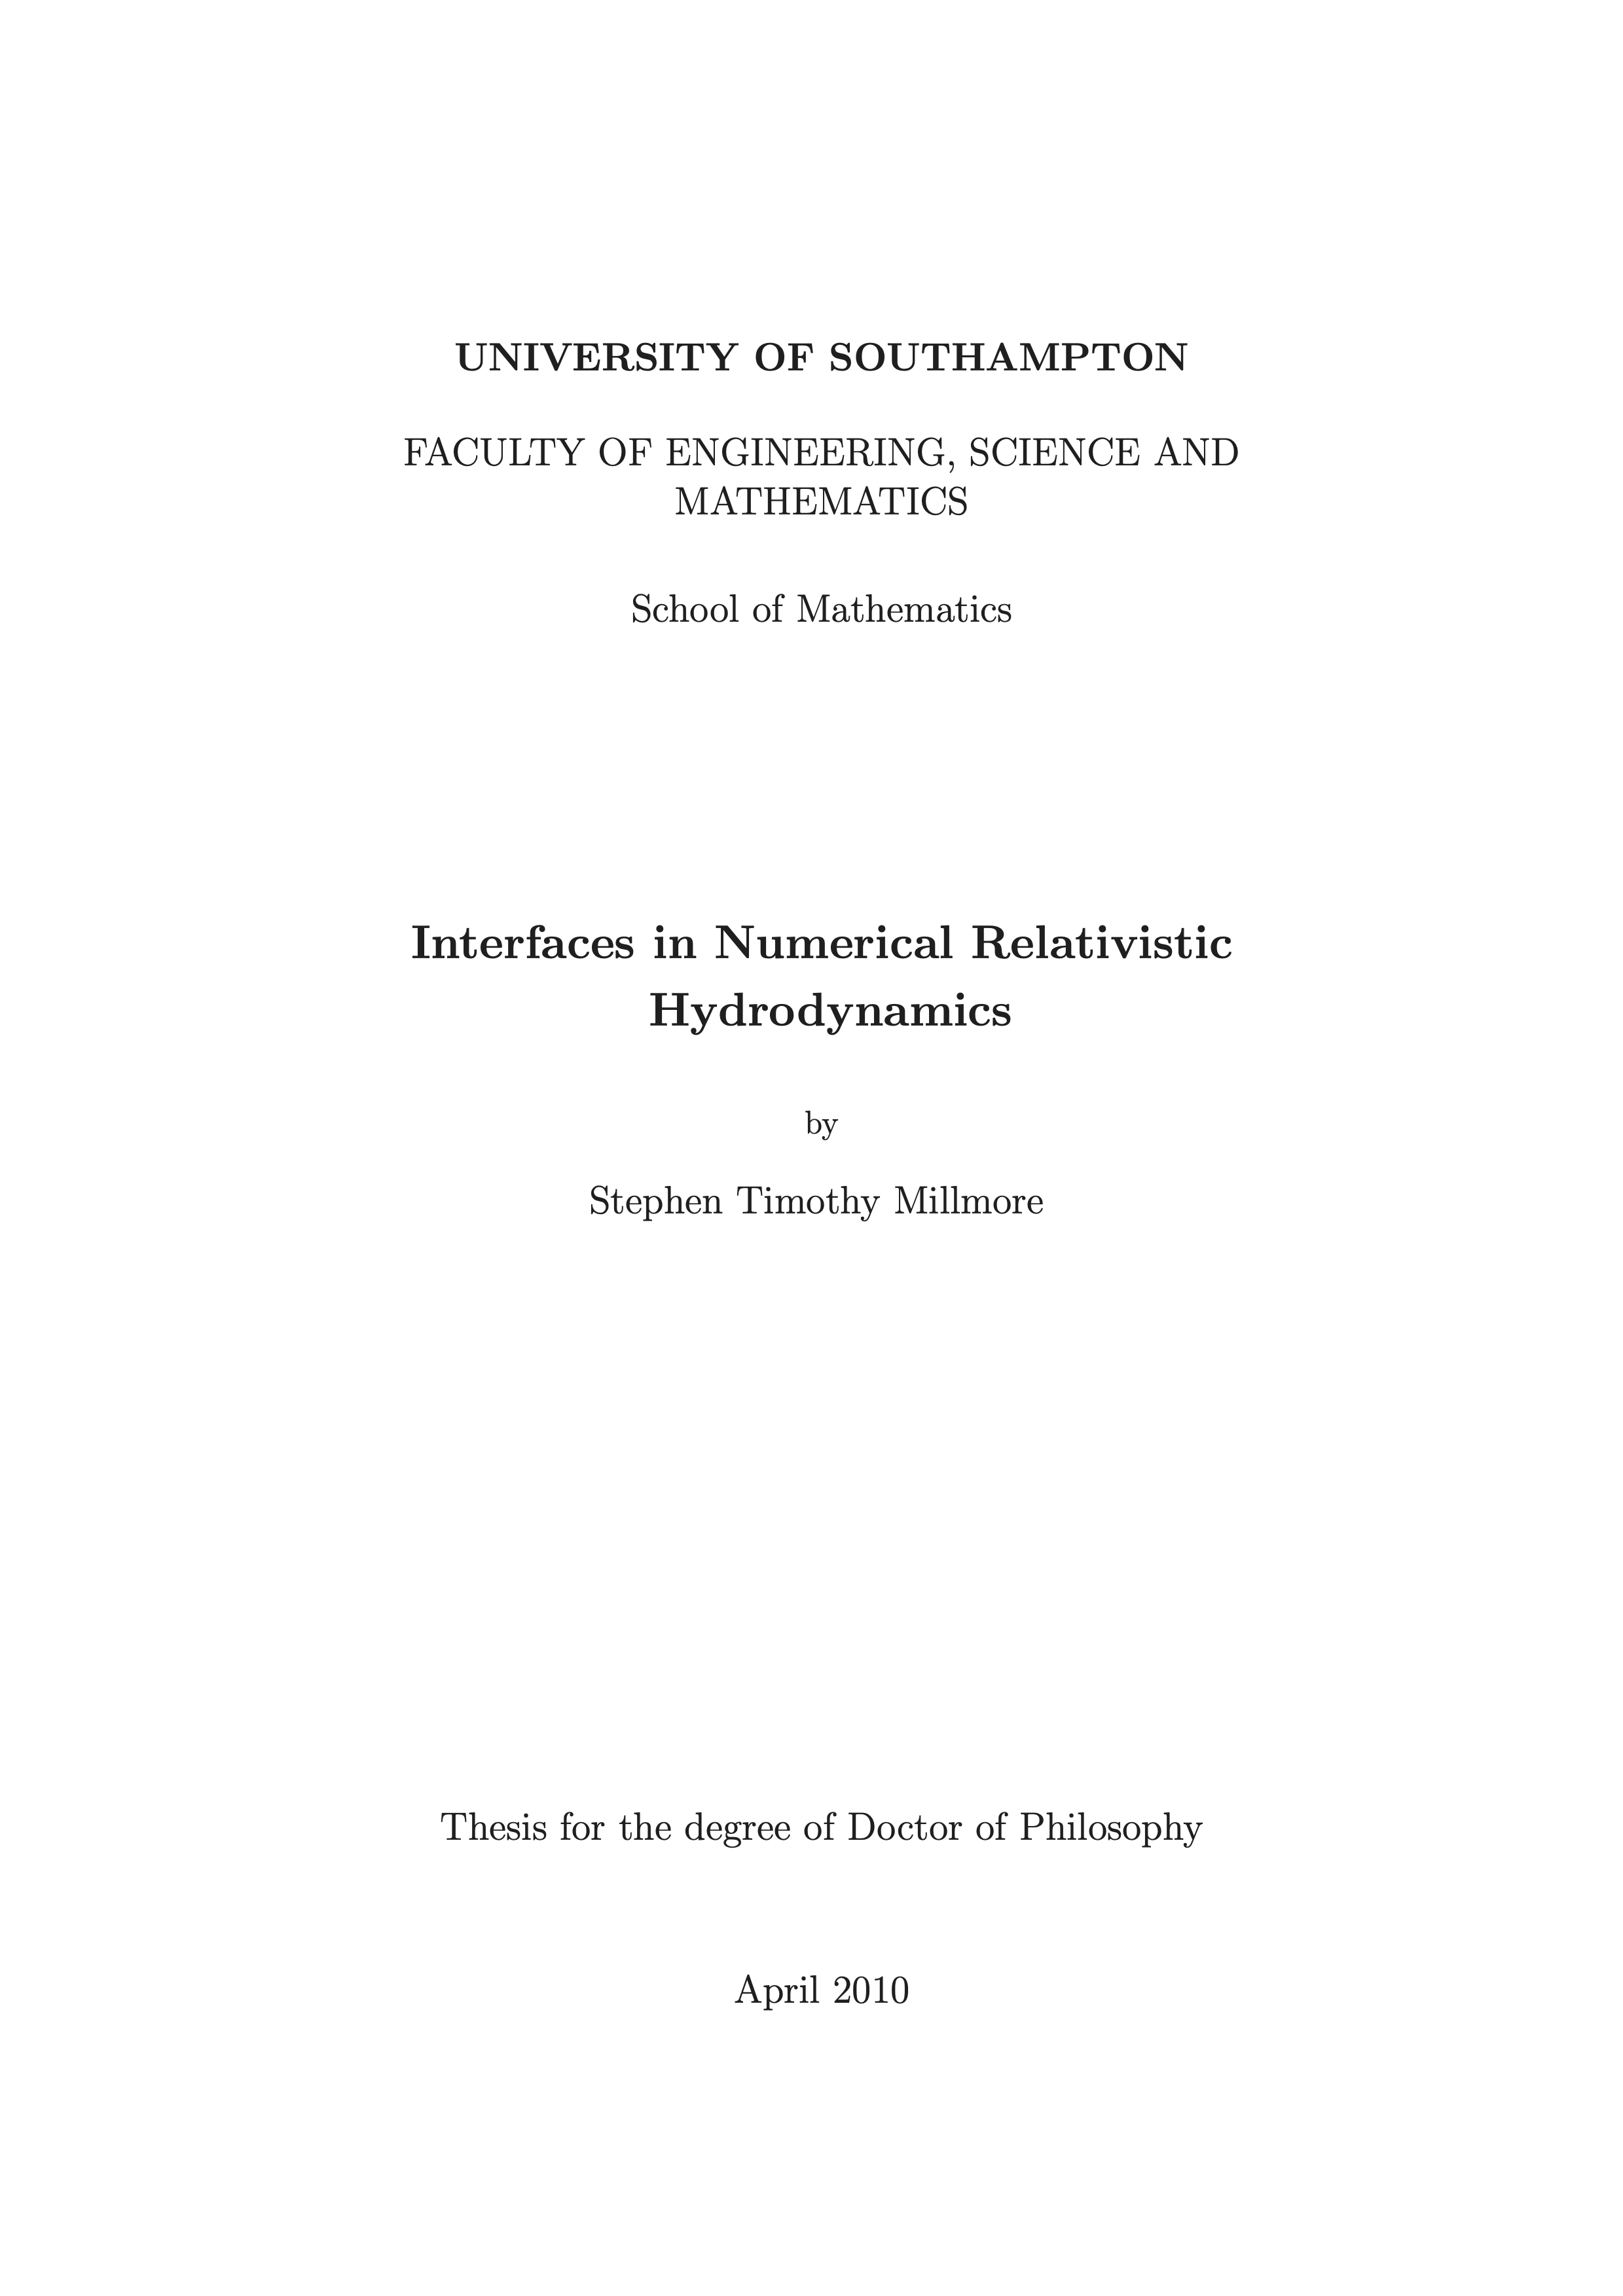 UNIVERSITY OF SOUTHAMPTON
FACULTY OF ENGINEERING, SCIENCE AND
MATHEMATICS
School of Mathematics
Interfaces in Numerical Relativistic
Hydrodynamics
by
Stephen Timothy Millmore
Thesis for the degree of Doctor of Philosophy
April 2010